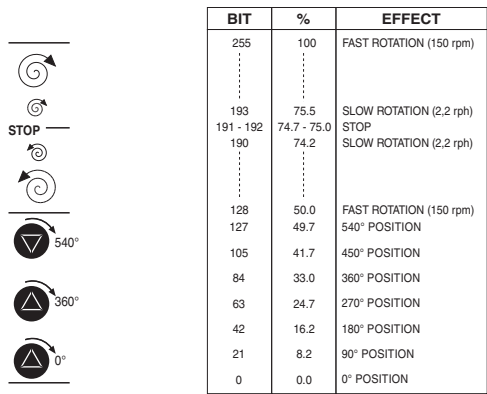 BIT % EFFECT
255 100 FAST ROTATION (150 rpm)
193 75.5 SLOW ROTATION (2,2 rph)
STOP 191 - 192 74.7 - 75.0 STOP
190 74.2 SLOW ROTATION (2,2 rph)
128 50.0 FAST ROTATION (150 rpm)
127 49.7 540° POSITION
540°
105 41.7 450° POSITION
84 33.0 360° POSITION
360°
63 24.7 270° POSITION
42 16.2 180° POSITION
21 8.2 90° POSITION
0°
0 0.0 0° POSITION